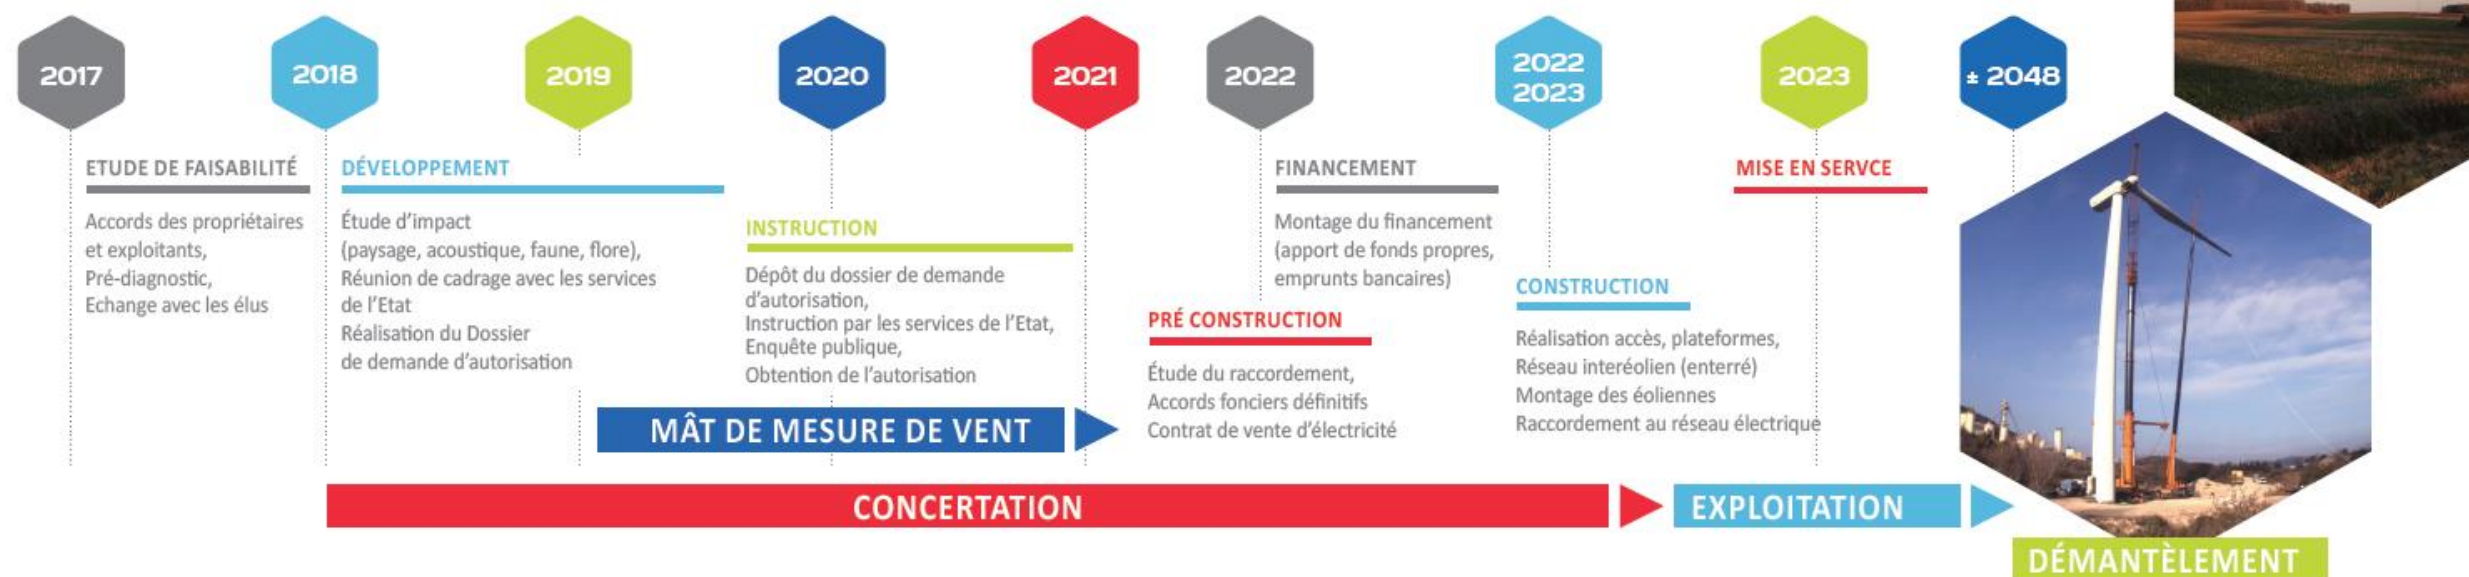 2017
2018
2019
2020
2021
2022
2022
2023
2023
± 2048
ETUDE DE FAISABILITÉ
Accords des propriétaires
et exploitants,
Pré-diagnostic,
Echange avec les élus
DÉVELOPPEMENT
Étude d'impact
(paysage, acoustique, faune, flore),
Réunion de cadrage avec les services
de l'Etat
Réalisation du Dossier
de demande d'autorisation
INSTRUCTION
Dépôt du dossier de demande
d'autorisation,
Instruction par les services de l'Etat,
Enquête publique,
Obtention de l'autorisation
MÂT DE MESURE DE VENT
PRÉ CONSTRUCTION
Étude du raccordement,
Accords fonciers définitifs
Contrat de vente d'électricité
FINANCEMENT
Montage du financement
(apport de fonds propres,
emprunts bancaires)
CONSTRUCTION
Réalisation accès, plateformes,
Réseau interéolien (enterré)
Montage des éoliennes
Raccordement au réseau électrique
MISE EN SERVCE
CONCERTATION
EXPLOITATION
DÉMANTÈLEMENT